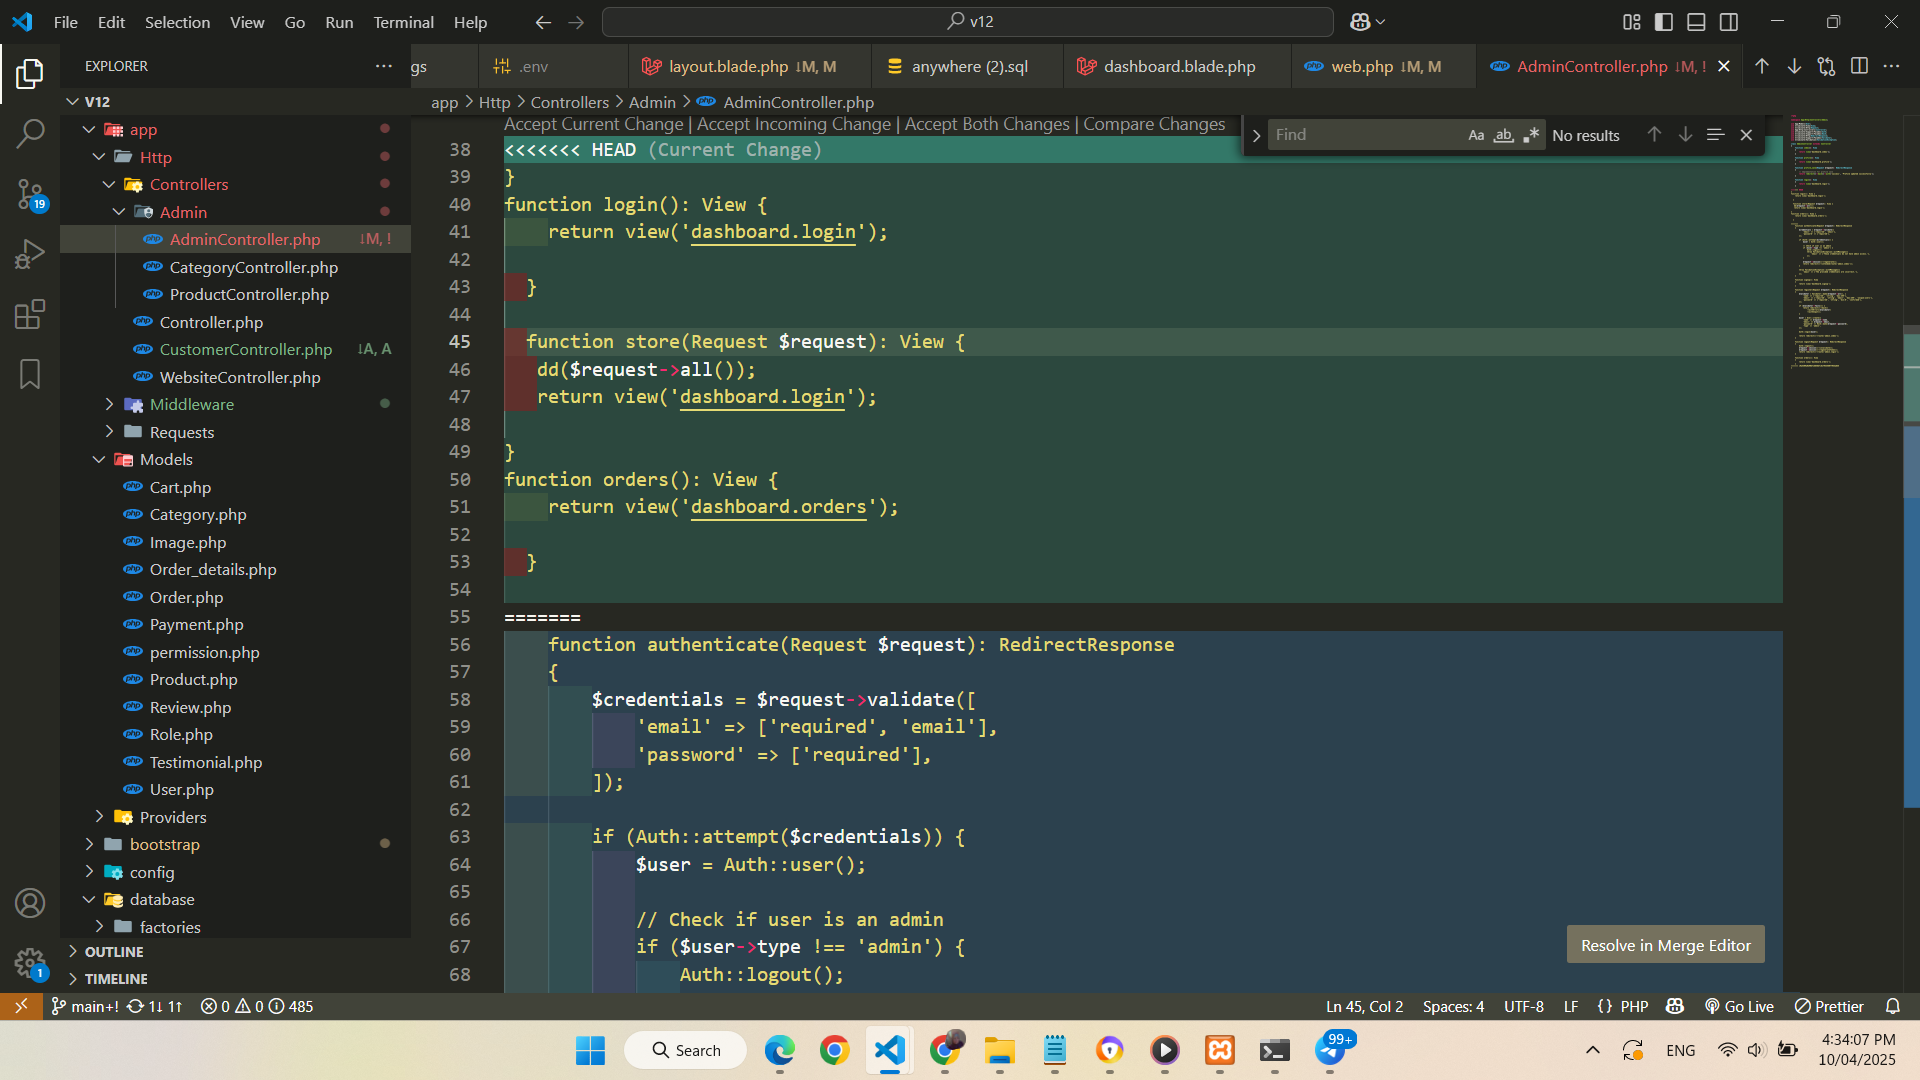 File Edit Selection View Go Run Terminal Help
v12
EXPLORER
gs
.env
layout.blade.php ↓M, M
anywhere (2).sql
dashboard.blade.php
web.php ↓M, M
AdminController.php ↓M, !
V12
app
Http
Controllers
Admin
AdminController.php ↓M, !
CategoryController.php
ProductController.php
Controller.php
CustomerController.php ↓A, A
WebsiteController.php
Middleware
Requests
Models
Cart.php
Category.php
Image.php
Order_details.php
Order.php
Payment.php
permission.php
Product.php
Review.php
Role.php
Testimonial.php
User.php
Providers
bootstrap
config
database
factories
OUTLINE
TIMELINE
19
1
app > Http > Controllers > Admin > AdminController.php
Accept Current Change | Accept Incoming Change | Accept Both Changes | Compare Changes
Find
Aa ab
No results
38 <<<<<<< HEAD (Current Change)
39 }
40 function login(): View {
41 return view('dashboard.login');
42
43 }
44
45 function store(Request $request): View {
46 dd($request->all());
47 return view('dashboard.login');
48
49 }
50 function orders(): View {
51 return view('dashboard.orders');
52
53 }
54
55 =======
56 function authenticate(Request $request): RedirectResponse
57 {
58 $credentials = $request->validate([
59 'email' => ['required', 'email'],
60 'password' => ['required'],
61 ]);
62
63 if (Auth::attempt($credentials)) {
64 $user = Auth::user();
65
66 // Check if user is an admin
67 if ($user->type !== 'admin') {
68 Auth::logout();
Resolve in Merge Editor
main+! 1↓ 1↑ 0 0 485
Ln 45, Col 2 Spaces: 4 UTF-8 LF {} PHP Go Live Prettier
Search
99+
ENG
4:34:07 PM
10/04/2025